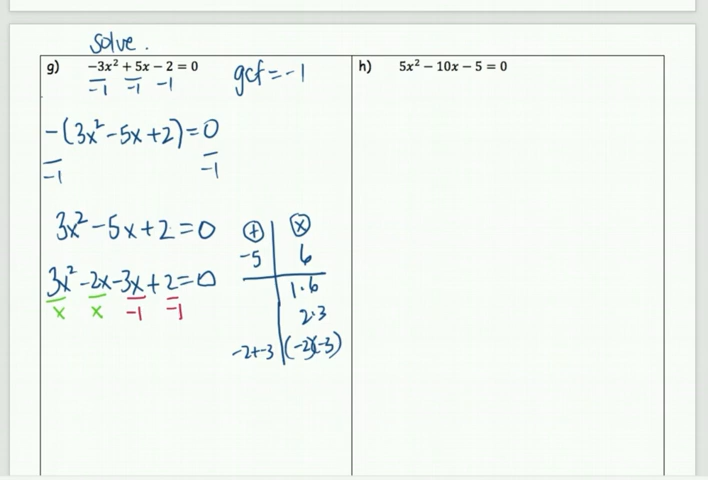 solve.
g) -3x² + 5x - 2 = 0
-1 -1 -1
gcf = -1
-(3x² - 5x + 2) = 0
-1 -1
3x² - 5x + 2 = 0
3x² - 2x - 3x + 2 = 0
x x -1 -1
+ x
-5 6
1·6
2·3
-2+-3 (-2)(-3)
h) 5x² - 10x - 5 = 0